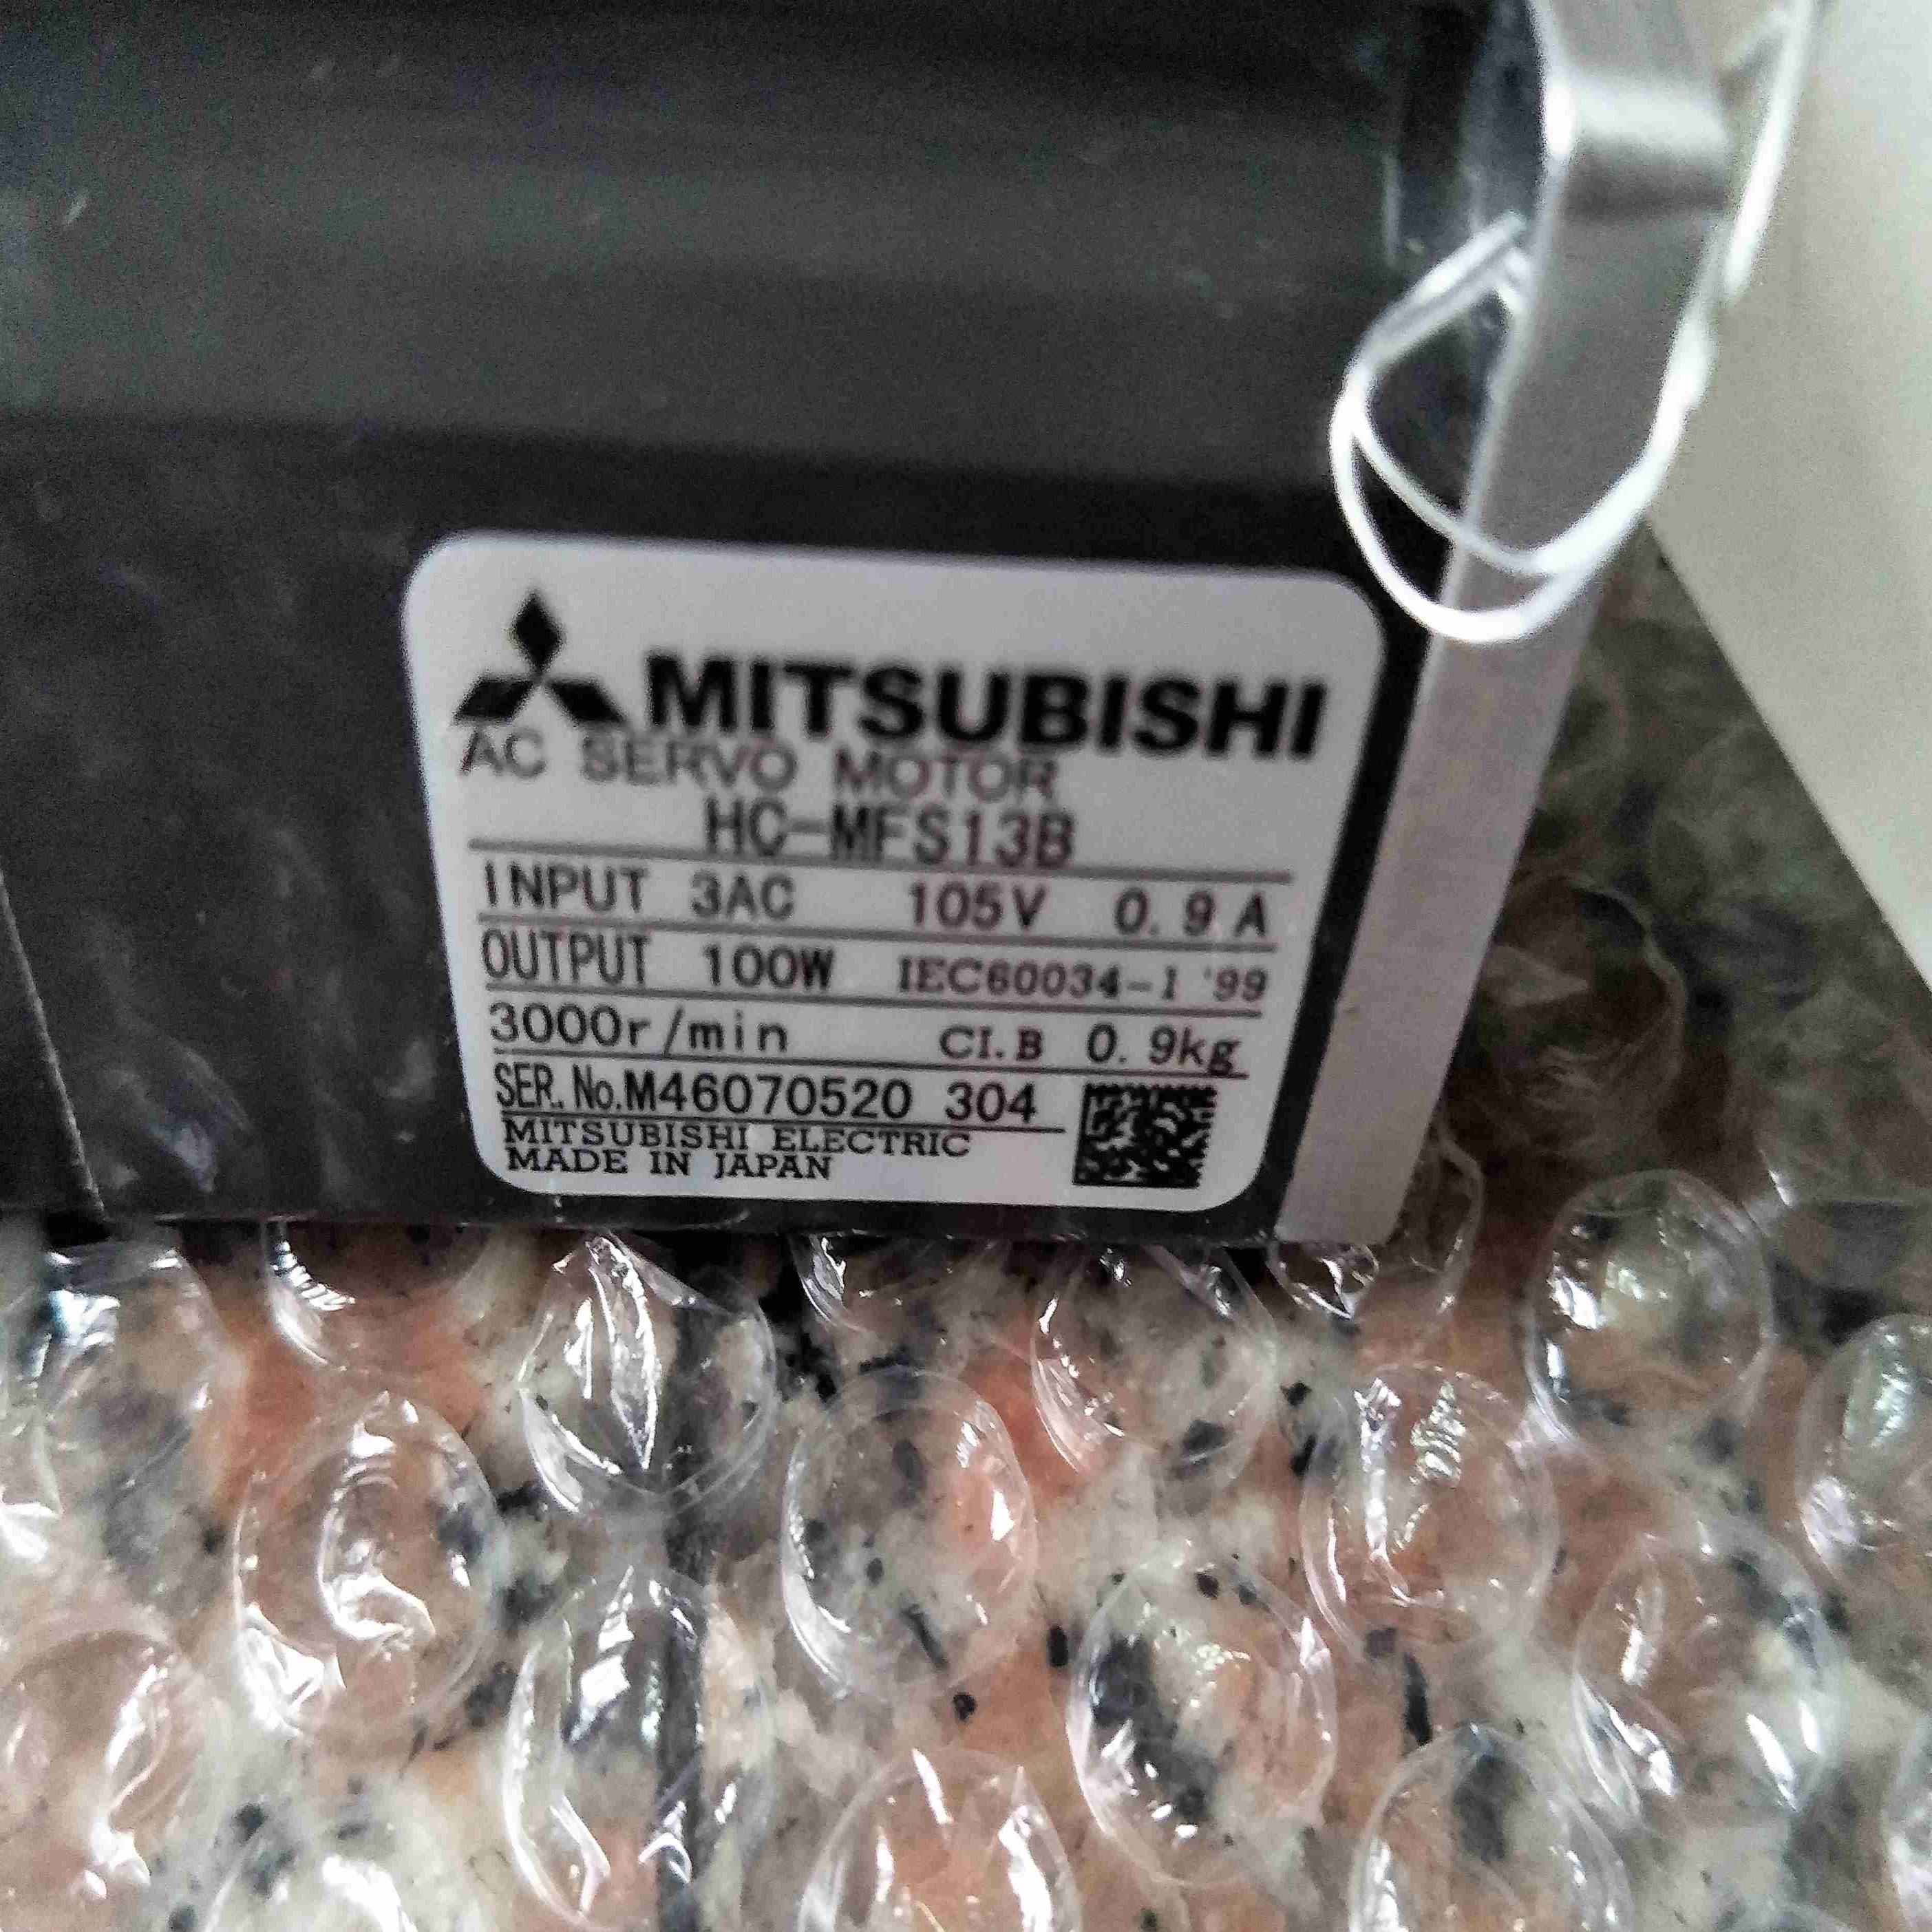 MITSUBISHI
AC SERVO MOTOR
HC-MFS13B
INPUT 3AC 105V 0.9A
OUTPUT 100W IEC60034-1 '99
3000r/min CI.B 0.9kg
SER.No.M46070520 304
MITSUBISHI ELECTRIC
MADE IN JAPAN